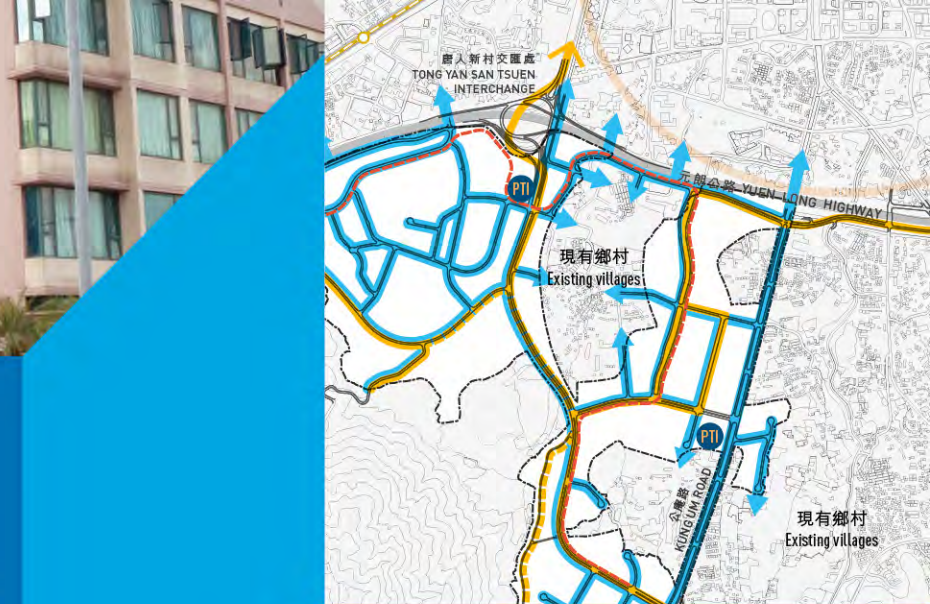 唐人新村交匯處
TONG YAN SAN TSUEN
INTERCHANGE
PTI
元朗公路 YUEN LONG HIGHWAY
現有鄉村
Existing villages
PTI
公庵路
KUNG UM ROAD
現有鄉村
Existing villages